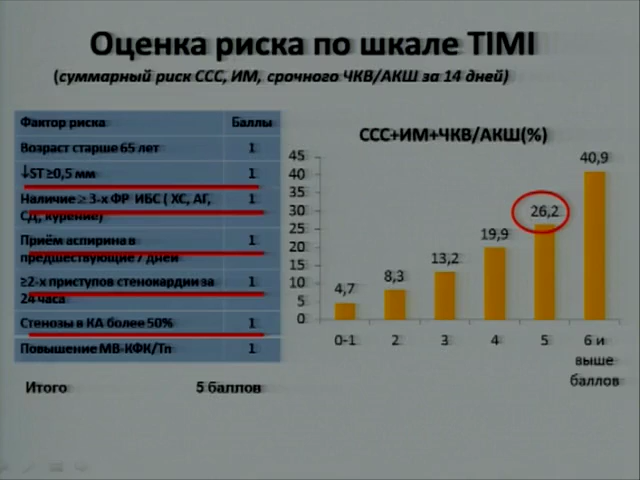 Оценка риска по шкале TIMI
(суммарный риск ССС, ИМ, срочного ЧКВ/АКШ за 14 дней)
Фактор риска Баллы
Возраст старше 65 лет 1
↓ST ≥0,5 мм 1
Наличие ≥ 3-х ФР ИБС ( ХС, АГ, 1
СД, курение)
Приём аспирина в 1
предшествующие 7 дней
≥2-х приступов стенокардии за 1
24 часа
Стенозы в КА более 50% 1
Повышение МВ-КФК/Тп 1
Итого 5 баллов
ССС+ИМ+ЧКВ/АКШ(%)
45
40
35
30
25
20
15
10
5
0
4,7
8,3
13,2
19,9
26,2
40,9
0-1 2 3 4 5 6 и
выше
баллов